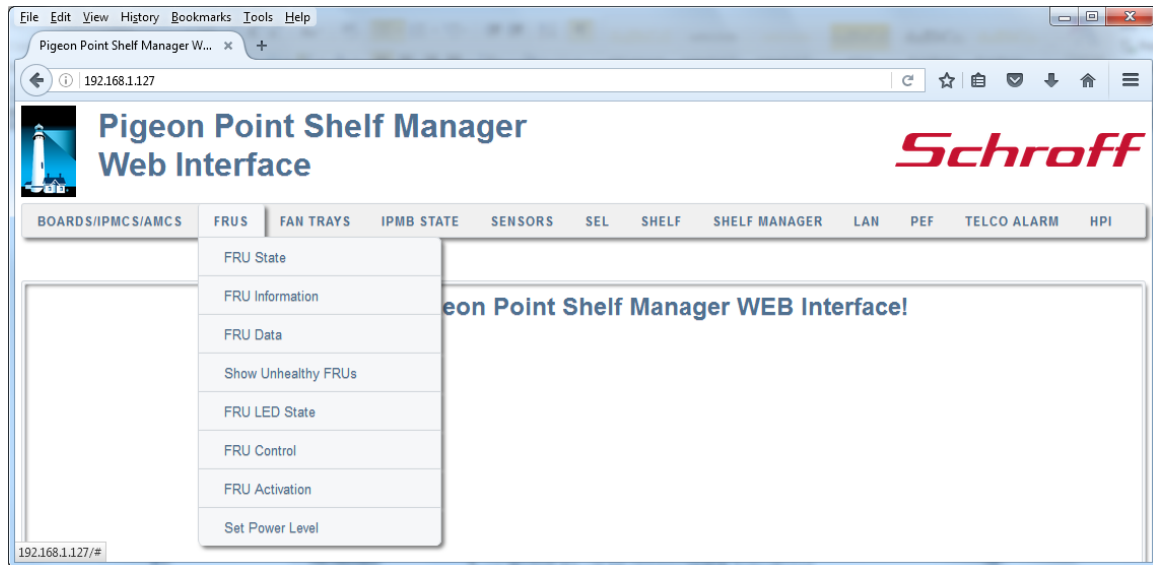 File Edit View History Bookmarks Tools Help
Pigeon Point Shelf Manager W... × +
192.168.1.127
Pigeon Point Shelf Manager
Web Interface
Schroff
BOARDS/IPMCS/AMCS FRUS FAN TRAYS IPMB STATE SENSORS SEL SHELF SHELF MANAGER LAN PEF TELCO ALARM HPI
FRU State
FRU Information
eon Point Shelf Manager WEB Interface!
FRU Data
Show Unhealthy FRUs
FRU LED State
FRU Control
FRU Activation
Set Power Level
192.168.1.127/#